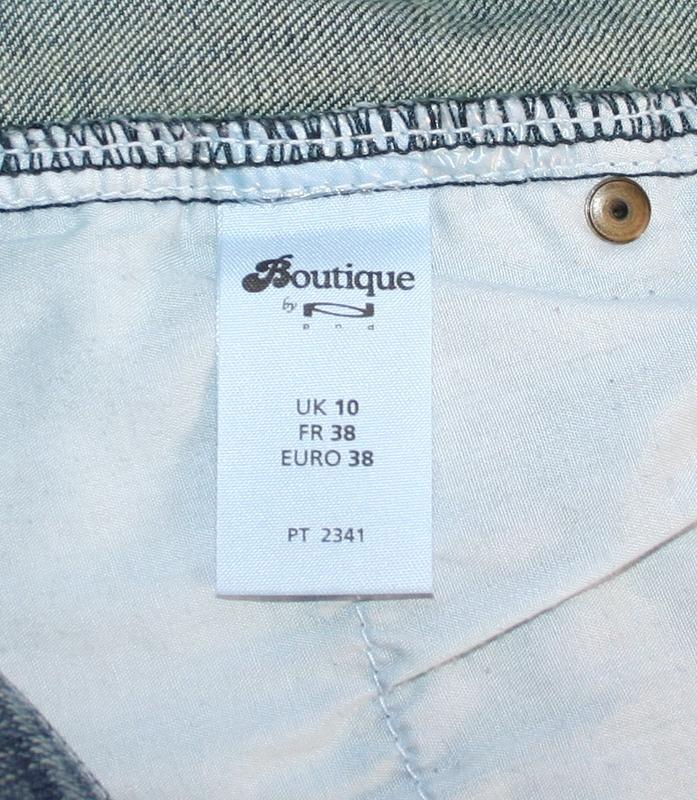 Boutique
by
p n d
UK 10
FR 38
EURO 38
PT 2341